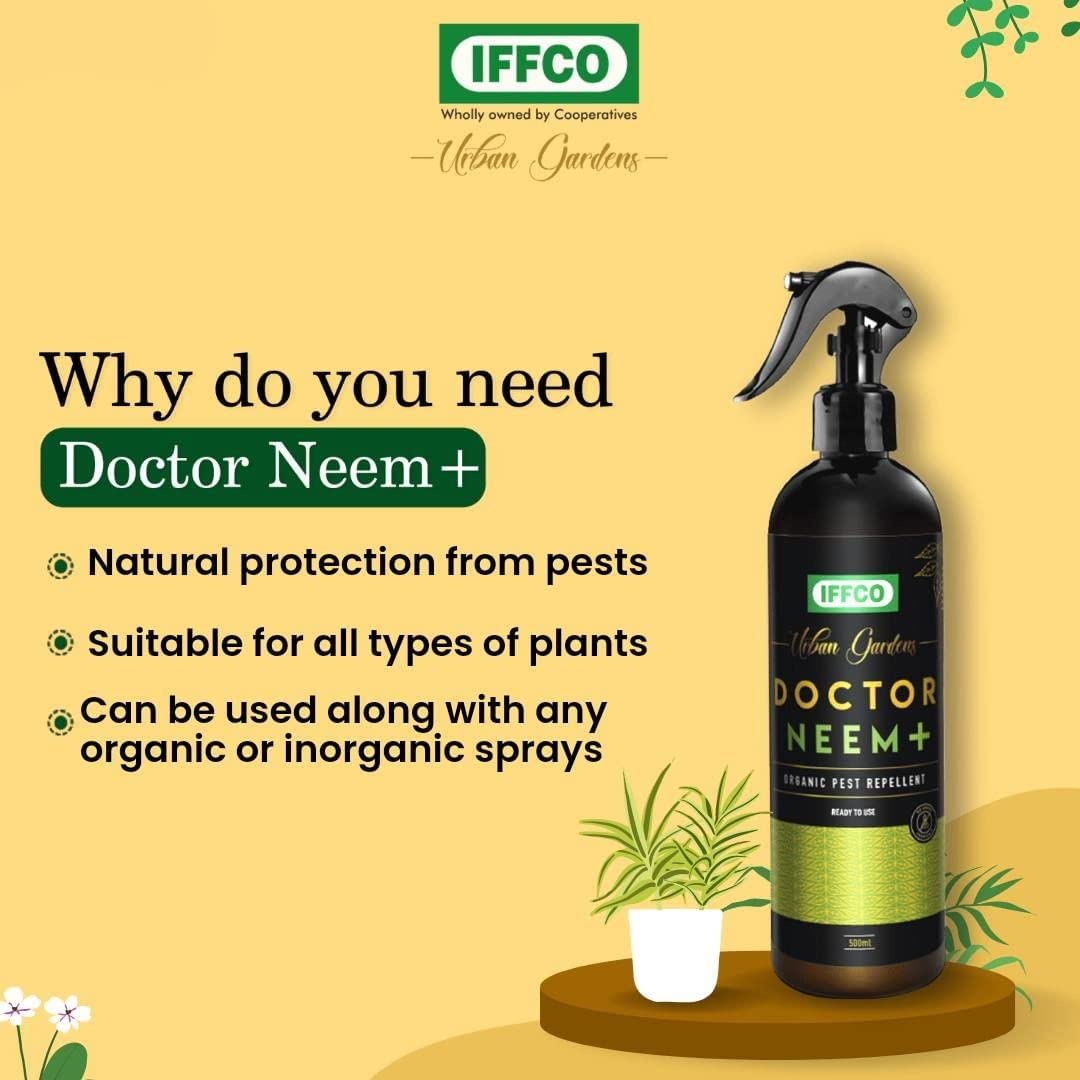 IFFCO
Wholly owned by Cooperatives
Urban Gardens
Why do you need
Doctor Neem+
Natural protection from pests
Suitable for all types of plants
Can be used along with any
organic or inorganic sprays
IFFCO
Urban Gardens
DOCTOR
NEEM+
ORGANIC PEST REPELLENT
READY TO USE
500mL